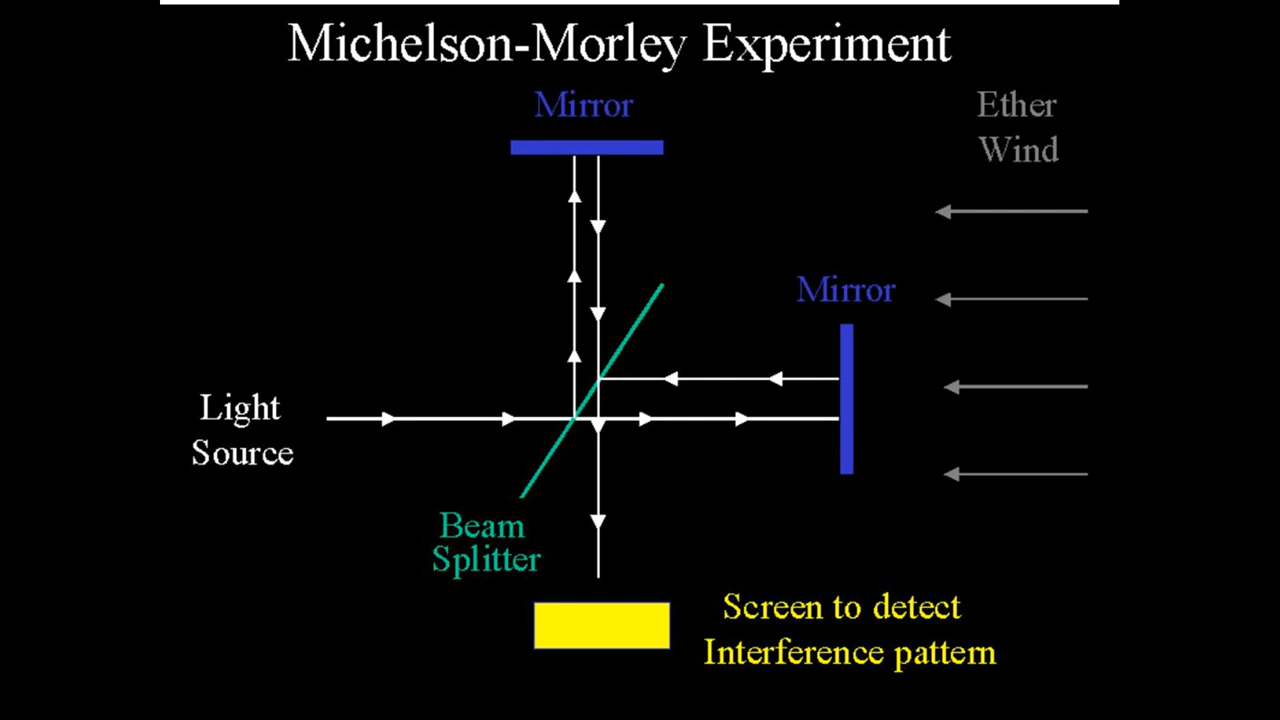 Michelson-Morley Experiment
Mirror
Ether
Wind
Mirror
Light
Source
Beam
Splitter
Screen to detect
Interference pattern